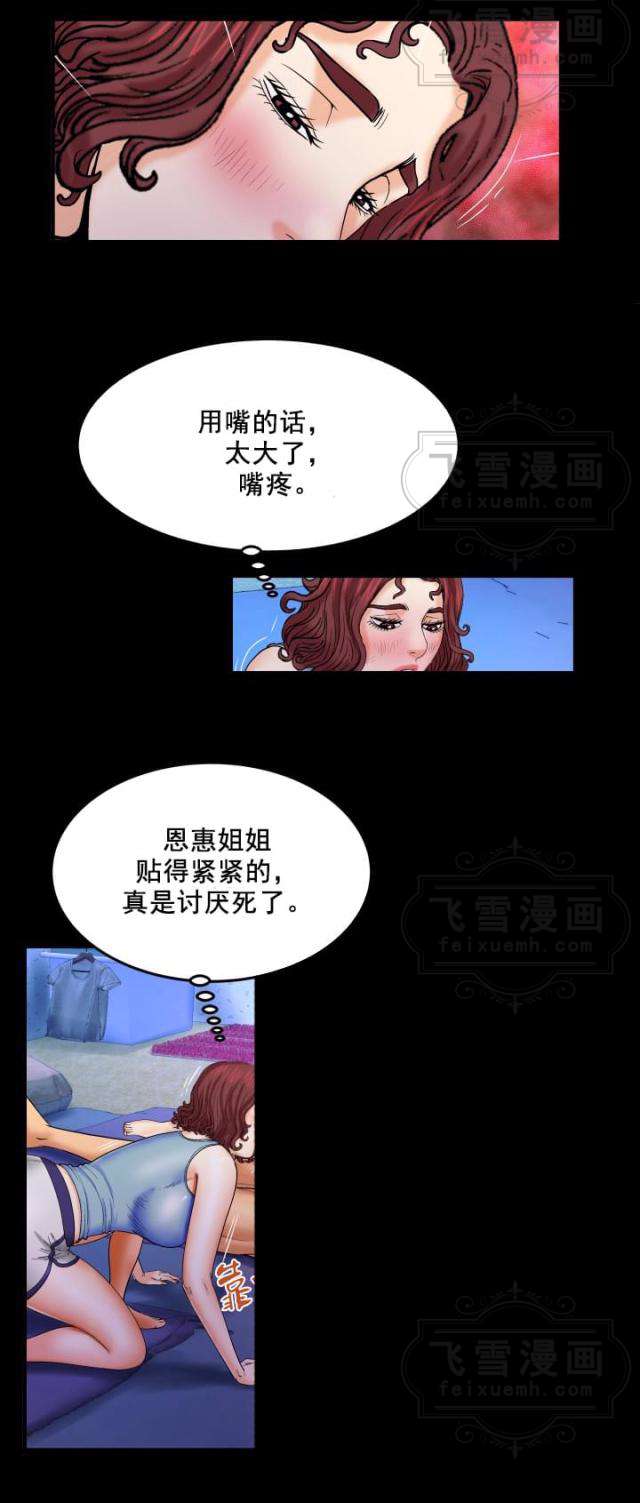 飞雪漫画
feixuemh.com
用嘴的话，
太大了，
嘴疼。
飞雪漫画
feixuemh.com
恩惠姐姐
贴得紧紧的，
真是讨厌死了。
飞雪漫画
feixuemh.com
靠
飞雪漫画
feixuemh.com